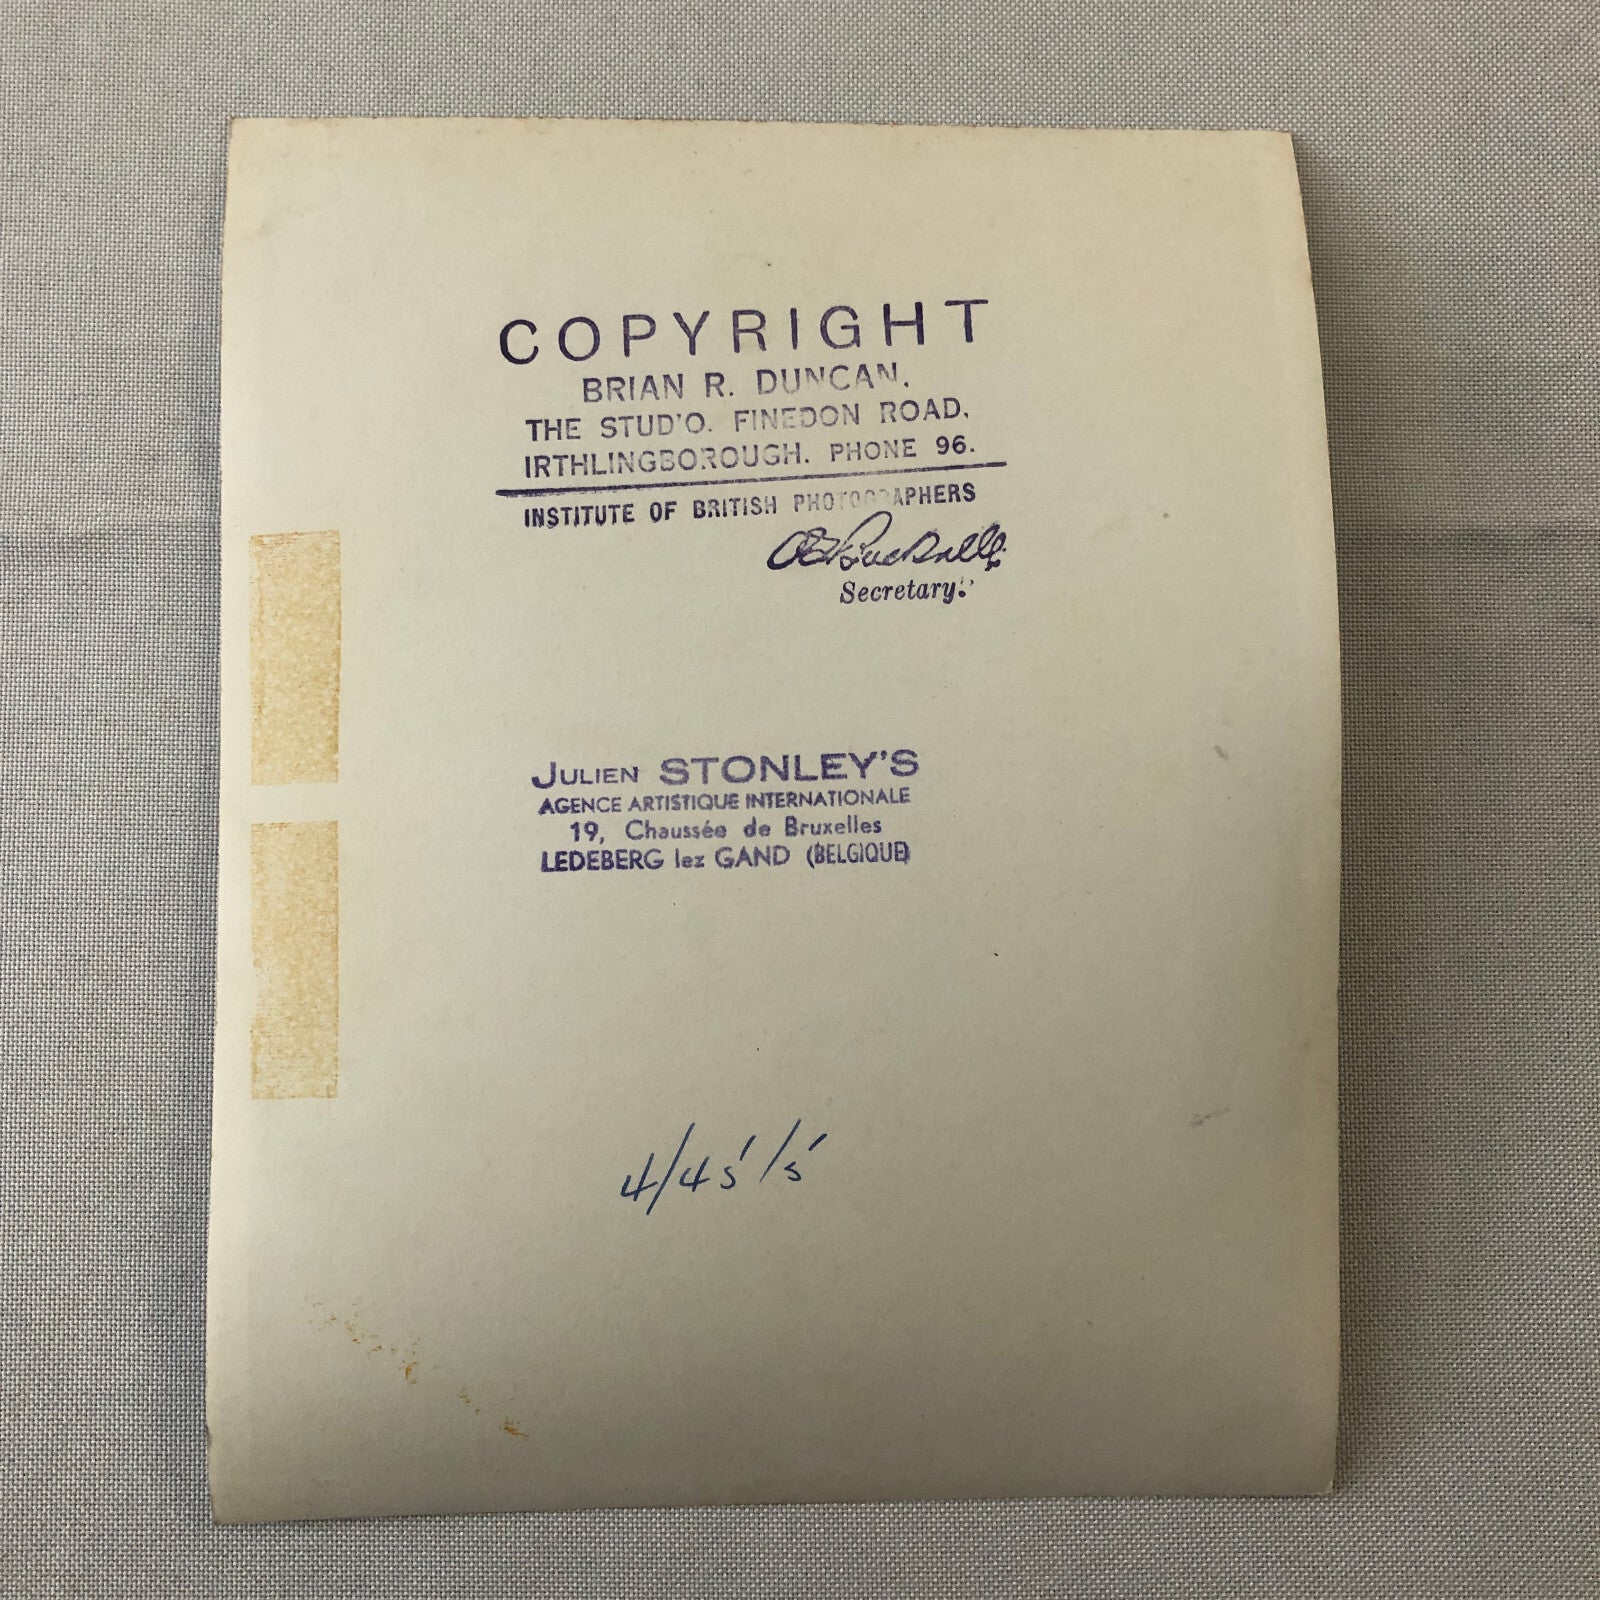 COPYRIGHT
BRIAN R. DUNCAN.
THE STUD'O. FINEDON ROAD.
IRTHLINGBOROUGH. PHONE 96.
INSTITUTE OF BRITISH PHOTOGRAPHERS
Secretary.
JULIEN STONLEY'S
AGENCE ARTISTIQUE INTERNATIONALE
19, Chaussée de Bruxelles
LEDEBERG lez GAND (BELGIQUE)
4/45'/5'